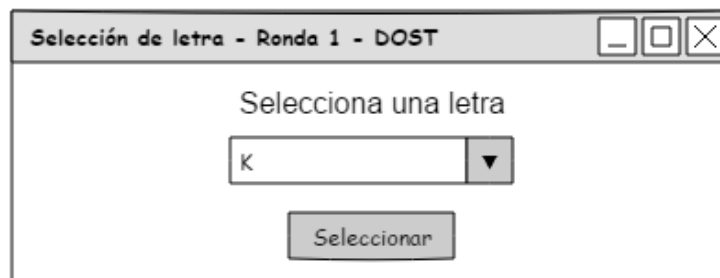 Selección de letra - Ronda 1 - DOST
Selecciona una letra
K
Seleccionar